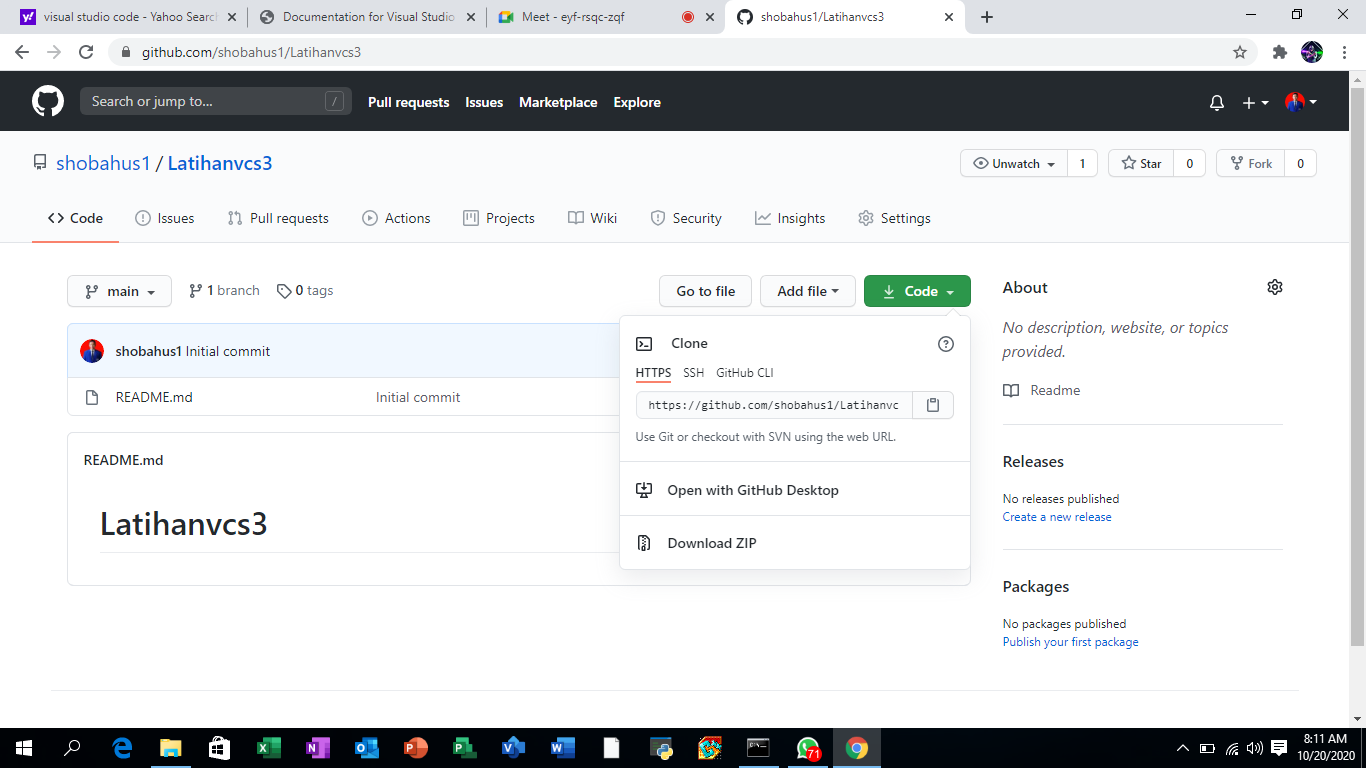 visual studio code - Yahoo Searc
Documentation for Visual Studio
Meet - eyf-rsqc-zqf
shobahus1/Latihanvcs3
github.com/shobahus1/Latihanvcs3
Search or jump to...
/
Pull requests
Issues
Marketplace
Explore
shobahus1 / Latihanvcs3
Unwatch
1
Star
0
Fork
0
Code
Issues
Pull requests
Actions
Projects
Wiki
Security
Insights
Settings
main
1 branch
0 tags
Go to file
Add file
Code
shobahus1 Initial commit
README.md
Initial commit
README.md
Latihanvcs3
Clone
HTTPS
SSH
GitHub CLI
https://github.com/shobahus1/Latihanvc
Use Git or checkout with SVN using the web URL.
Open with GitHub Desktop
Download ZIP
About
No description, website, or topics
provided.
Readme
Releases
No releases published
Create a new release
Packages
No packages published
Publish your first package
71
8:11 AM
10/20/2020